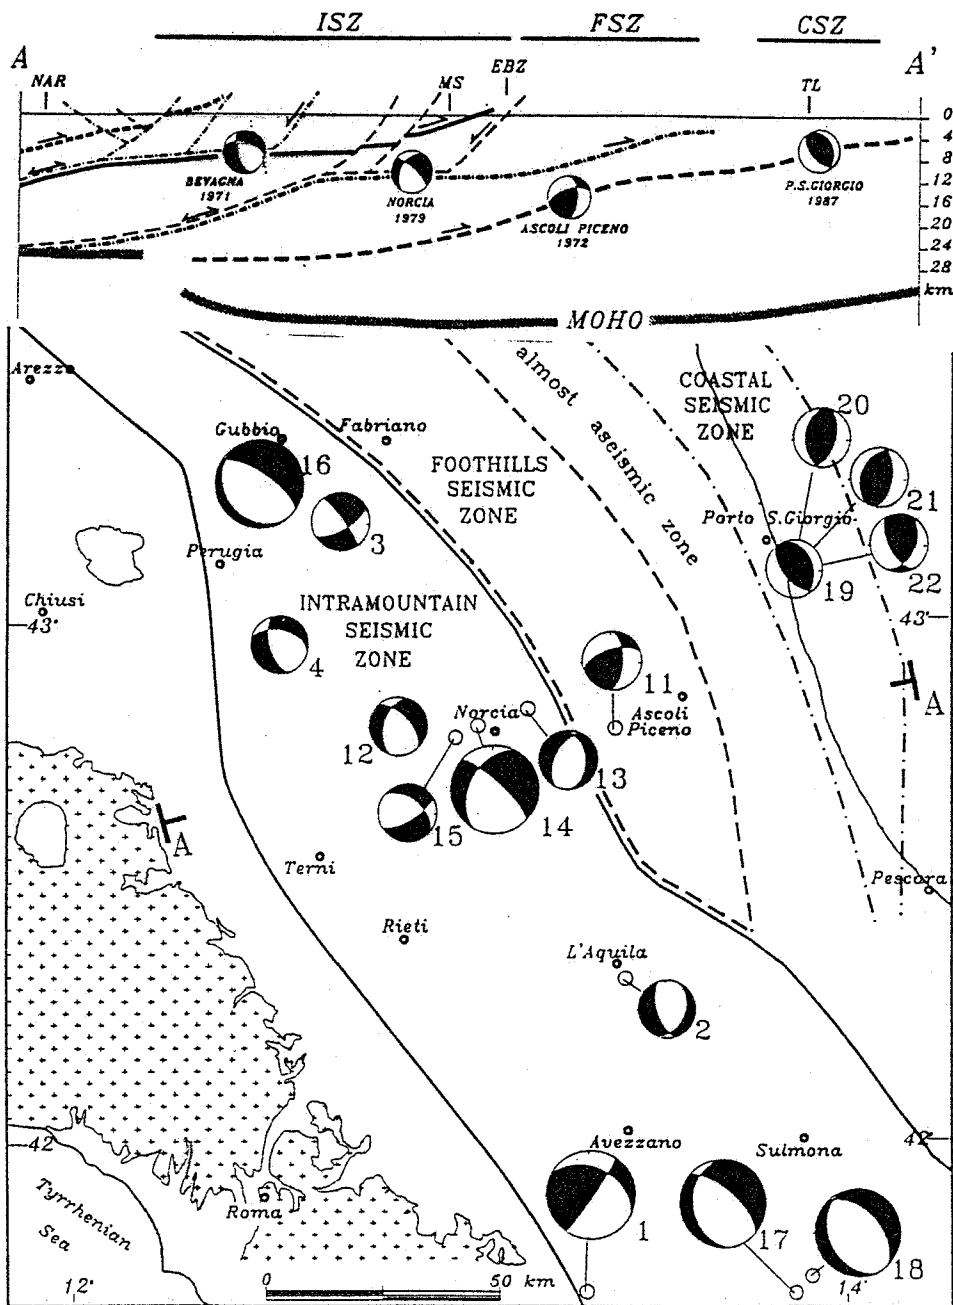 ISZ FSZ CSZ
A A'
NAR MS EBZ TL
0
4
8
12
16
20
24
28
km
BEVAGNA
1971
NORCIA
1979
ASCOLI PICENO
1972
P.S.GIORGIO
1987
MOHO
Arezzo
Gubbio
Fabriano
16
3
Perugia
Chiusi
43°
FOOTHILLS
SEISMIC
ZONE
almost
aseismic
zone
COASTAL
SEISMIC
ZONE
20
21
Porto S.Giorgio
19
22
43°
INTRAMOUNTAIN
SEISMIC
ZONE
4
11
Ascoli
Piceno
A
12
Norcia
13
15
14
A
Terni
Rieti
Pescara
L'Aquila
2
42°
Avezzano
Sulmona
42°
1
17
18
Roma
Tyrrhenian
Sea
12°
0 50 km
14°